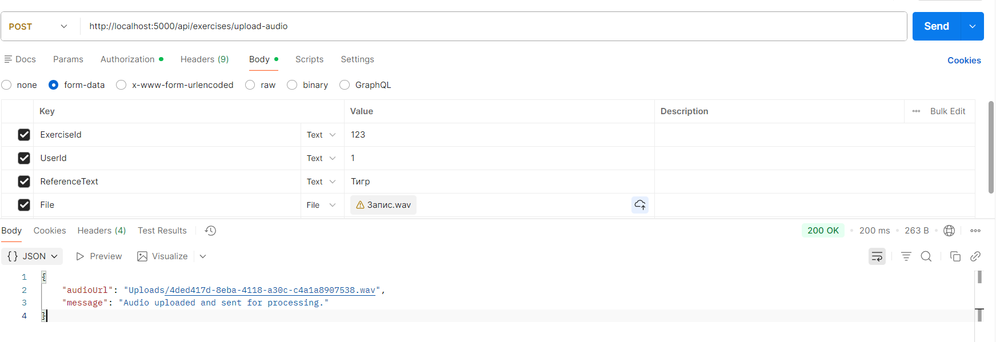 POST http://localhost:5000/api/exercises/upload-audio Send
Docs Params Authorization Headers (9) Body Scripts Settings Cookies
none form-data x-www-form-urlencoded raw binary GraphQL
Key Value Description Bulk Edit
ExerciseId Text 123
UserId Text 1
ReferenceText Text Тигр
File File Запис.wav
Body Cookies Headers (4) Test Results 200 OK 200 ms 263 B
{} JSON Preview Visualize
1 {
2 "audioUrl": "Uploads/4ded417d-8eba-4118-a30c-c4a1a8907538.wav",
3 "message": "Audio uploaded and sent for processing."
4 }